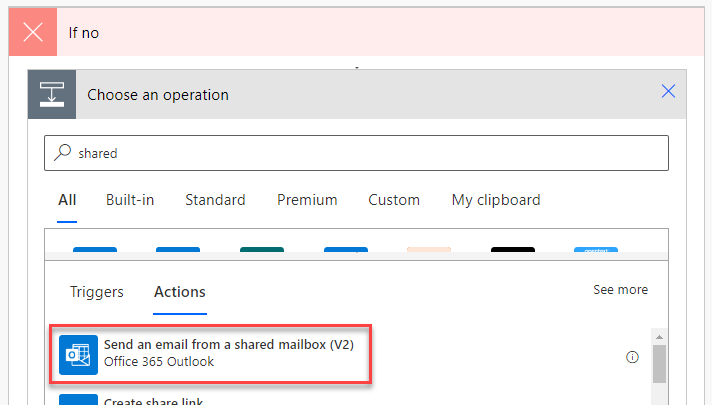 If no
Choose an operation
shared
All Built-in Standard Premium Custom My clipboard
Triggers Actions See more
Send an email from a shared mailbox (V2)
Office 365 Outlook
Create share link